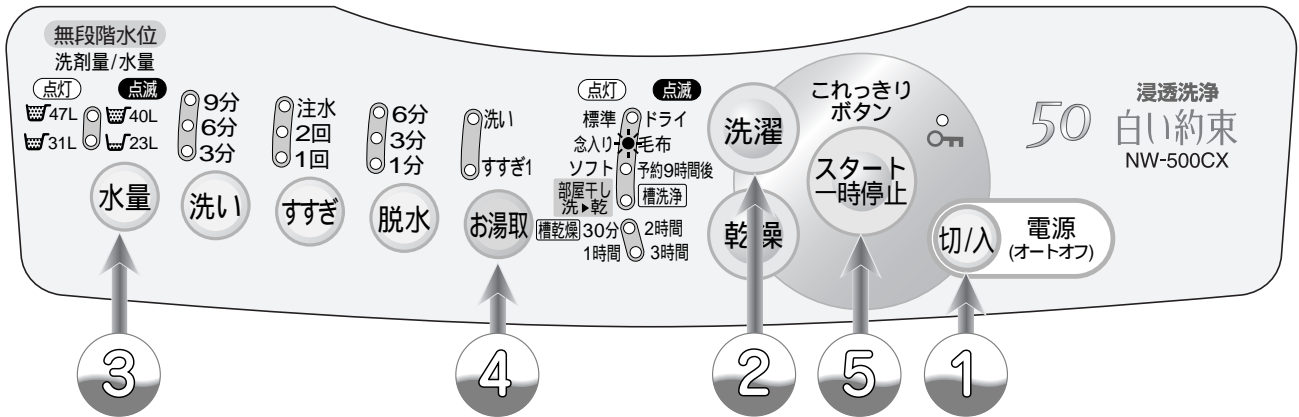 無段階水位
洗剤量/水量
点灯 点滅
47L 40L
31L 23L
水量
9分
6分
3分
洗い
注水
2回
1回
すすぎ
6分
3分
1分
脱水
洗い
すすぎ1
お湯取
点灯 点滅
標準 ドライ
念入り 毛布
ソフト 予約9時間後
部屋干し
洗▶乾
槽洗浄
槽乾燥 30分 2時間
1時間 3時間
洗濯
乾燥
これっきり
ボタン
スタート
一時停止
切/入
電源
(オートオフ)
50
浸透洗浄
白い約束
NW-500CX
3
4
2
5
1